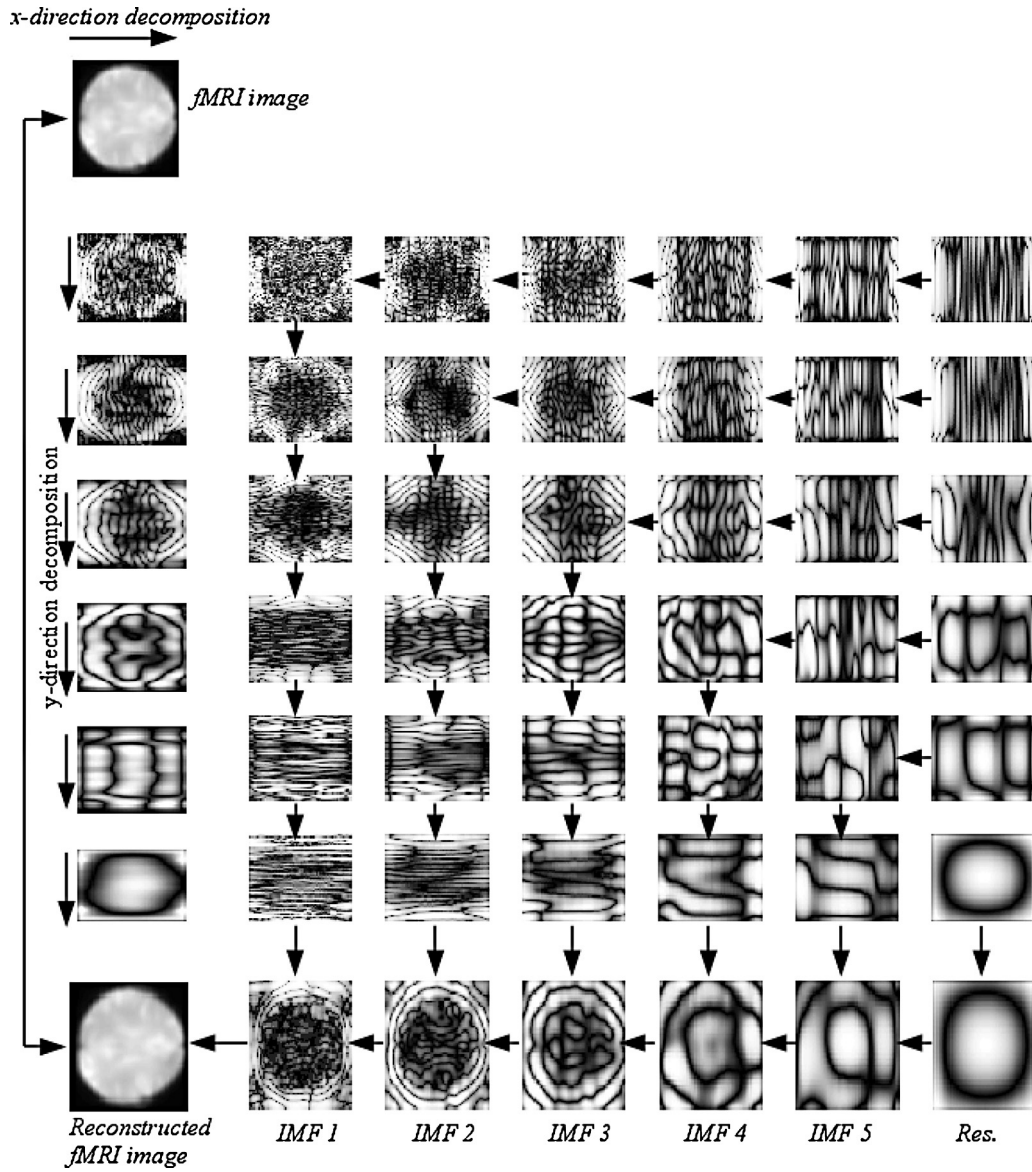 x-direction decomposition
fMRI image
y-direction decomposition
Reconstructed
fMRI image
IMF 1
IMF 2
IMF 3
IMF 4
IMF 5
Res.